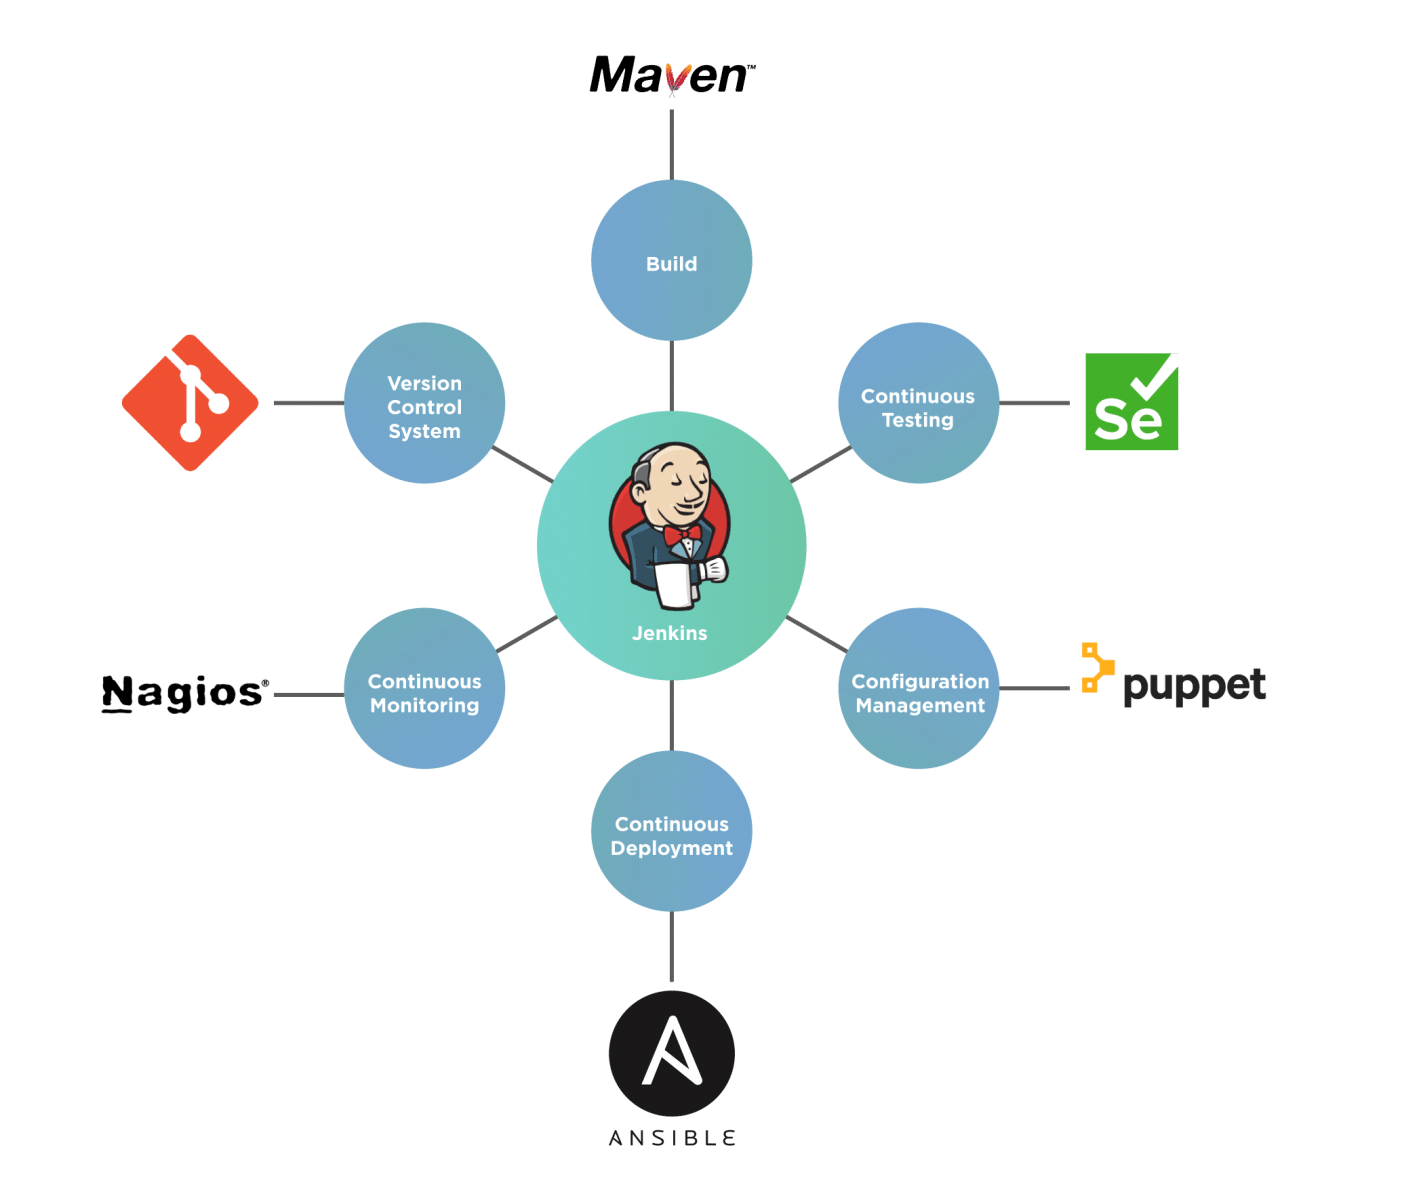 Maven™
Build
Version
Control
System
Continuous
Testing
Se
Jenkins
Nagios®
Continuous
Monitoring
Configuration
Management
puppet
Continuous
Deployment
ANSIBLE